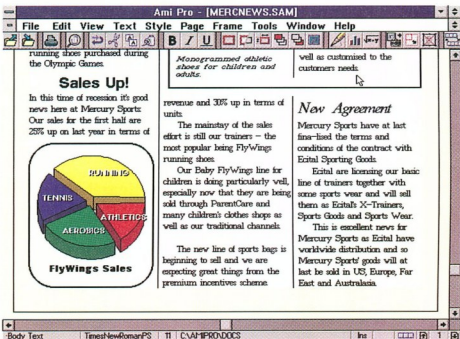 Ami Pro - [MERCNEWS.SAM]
File Edit View Text Style Page Frame Tools Window Help
B I U
running shoes purchased during
the Olympic Games.
Sales Up!
In this time of recession it's good
news here at Mercury Sports.
Our sales for the first half are
25% up on last year in terms of
RUNNING
TENNIS
ATHLETICS
AEROBICS
FlyWings Sales
Monogrammed athletic
shoes for children and
adults.
revenue and 30% up in terms of
units.
The mainstay of the sales
effort is still our trainers - the
most popular being FlyWings
running shoes.
Our Baby FlyWings line for
children is doing particularly well,
especially now that they are being
sold through ParentCare and
many children's clothes shops as
well as our traditional channels.
The new line of sports bags is
beginning to sell and we are
expecting great things from the
premium incentives scheme.
well as customised to the
customers needs.
New Agreement
Mercury Sports have at last
fina-lised the terms and
conditions of the contract with
Ecital Sporting Goods.
Ecital are licensing our basic
line of trainers together with
some sports wear and will sell
them as Ecital's X-Trainers,
Sports Goods and Sports Wear.
This is excellent news for
Mercury Sports as Ecital have
worldwide distribution and so
Mercury Sports' goods will at
last be sold in US, Europe, Far
East and Australasia.
Body Text TimesNewRomanPS 11 C:\AMIPRO\DOCS Ins 1